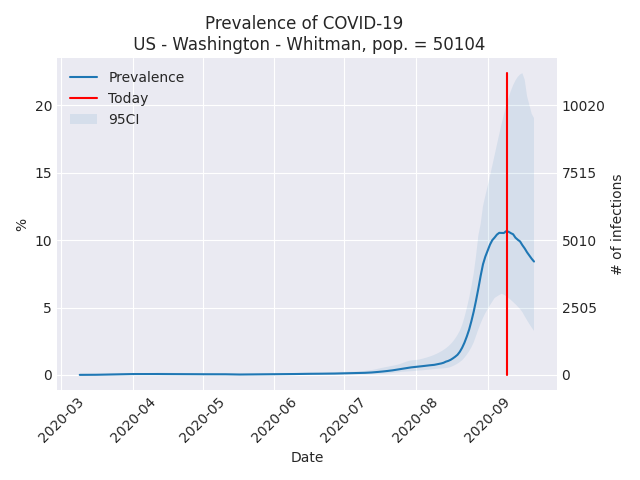 Prevalence of COVID-19
US - Washington - Whitman, pop. = 50104
Prevalence
Today
95CI
20
15
10
5
0
%
10020
7515
5010
2505
0
# of infections
2020-03
2020-04
2020-05
2020-06
2020-07
2020-08
2020-09
Date